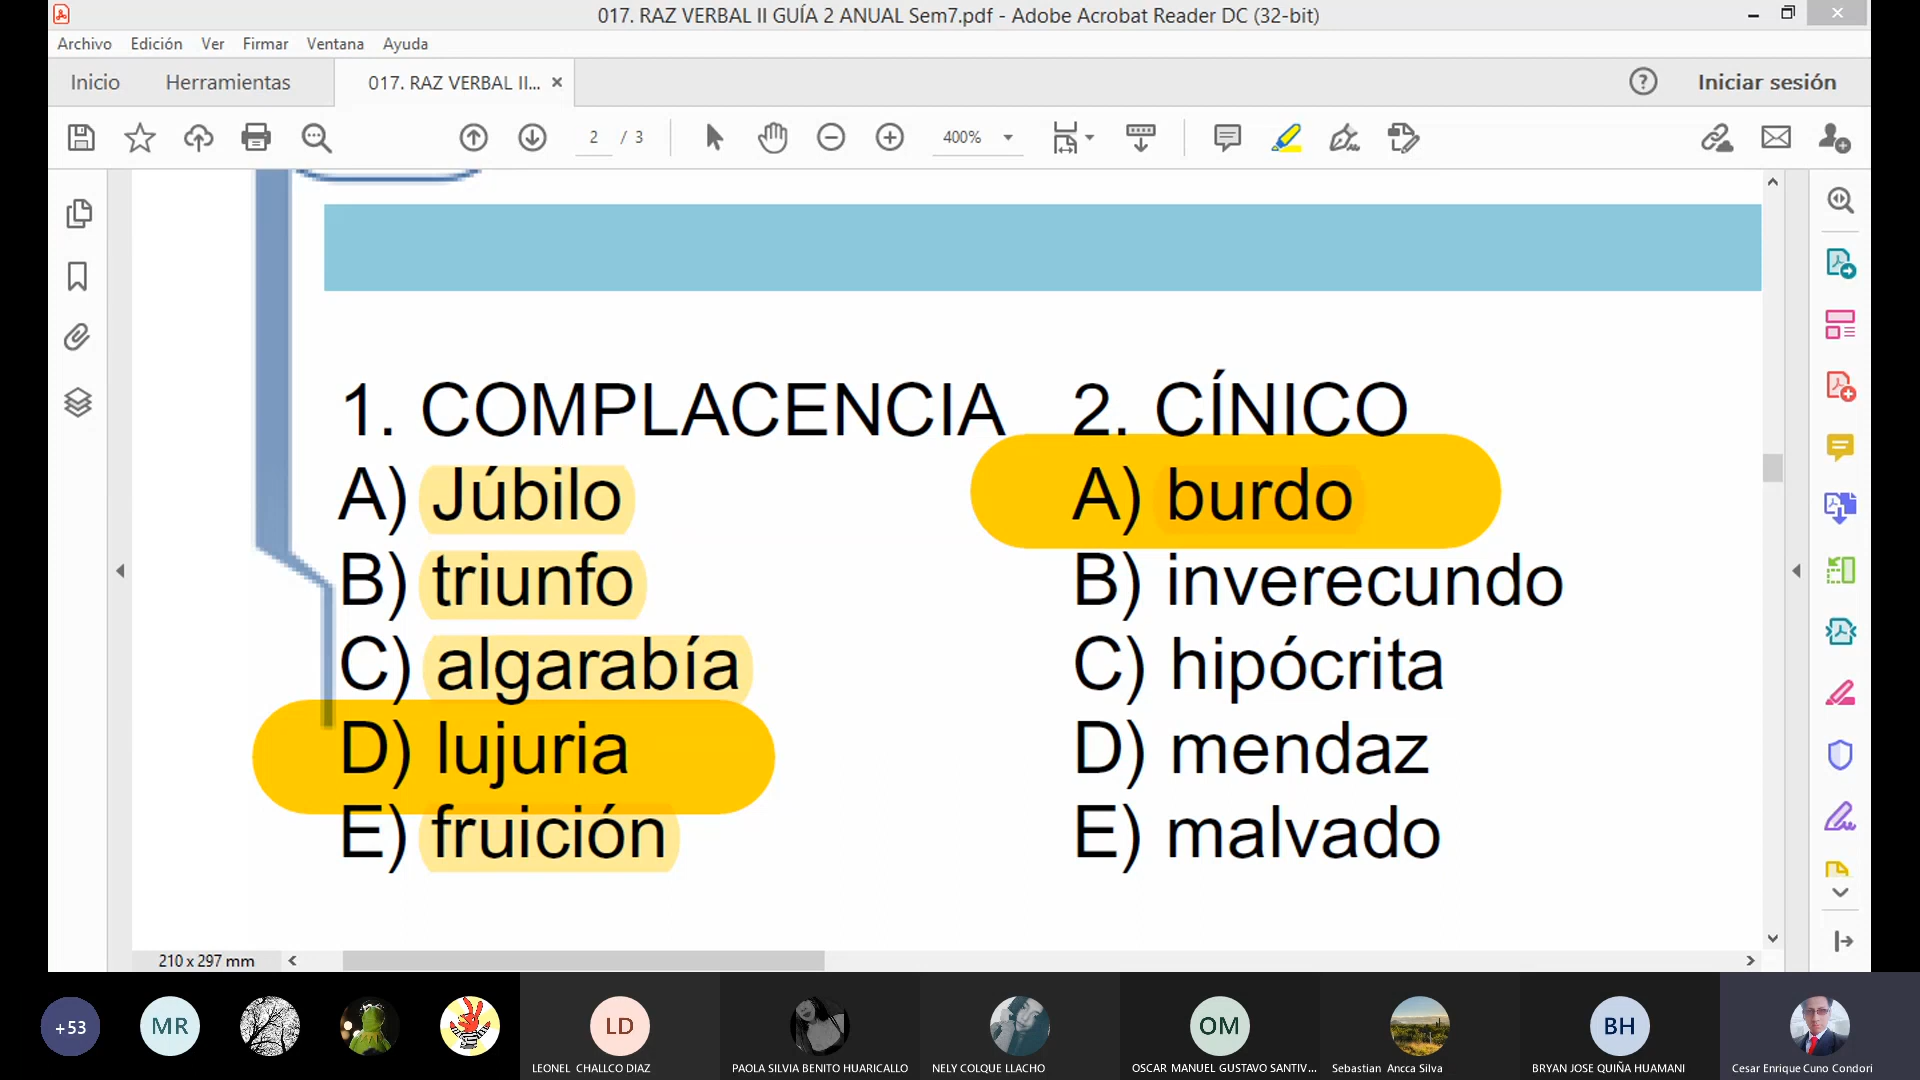 017. RAZ VERBAL II GUÍA 2 ANUAL Sem7.pdf - Adobe Acrobat Reader DC (32-bit)
Archivo Edición Ver Firmar Ventana Ayuda
Inicio Herramientas 017. RAZ VERBAL II... × ? Iniciar sesión
2 / 3 400%
1. COMPLACENCIA
A) Júbilo
B) triunfo
C) algarabía
D) lujuria
E) fruición
2. CÍNICO
A) burdo
B) inverecundo
C) hipócrita
D) mendaz
E) malvado
210 x 297 mm
+53
MR
LD
OM
BH
LEONEL CHALLCO DIAZ
PAOLA SILVIA BENITO HUARICALLO
NELY COLQUE LLACHO
OSCAR MANUEL GUSTAVO SANTIV...
Sebastian Ancca Silva
BRYAN JOSE QUIÑA HUAMANI
Cesar Enrique Cuno Condori